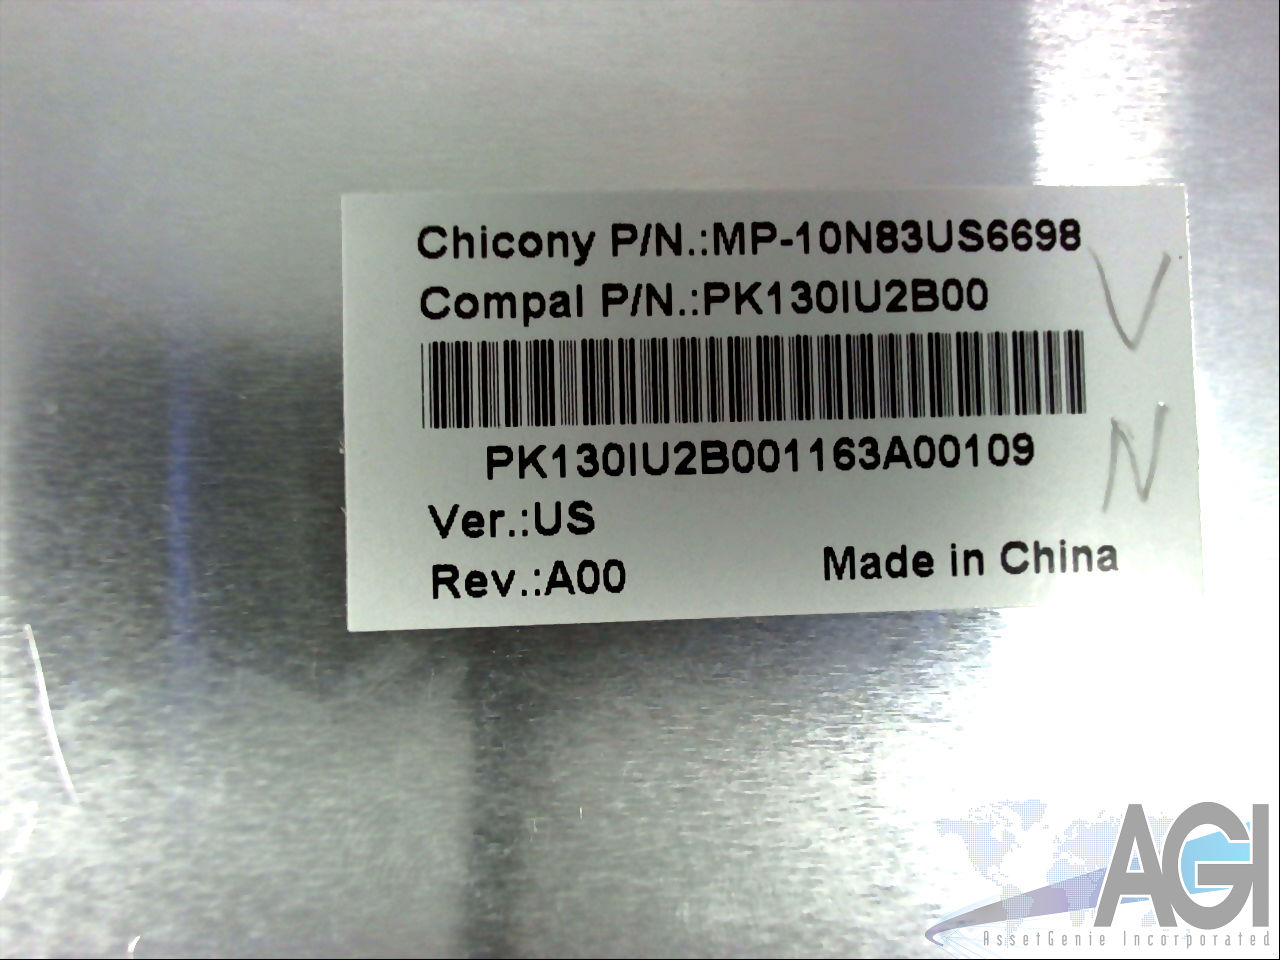 Chicony P/N.:MP-10N83US6698
Compal P/N.:PK130IU2B00
PK130IU2B001163A00109
Ver.:US
Rev.:A00
Made in China
V
N
AGI
AssetGenie Incorporated